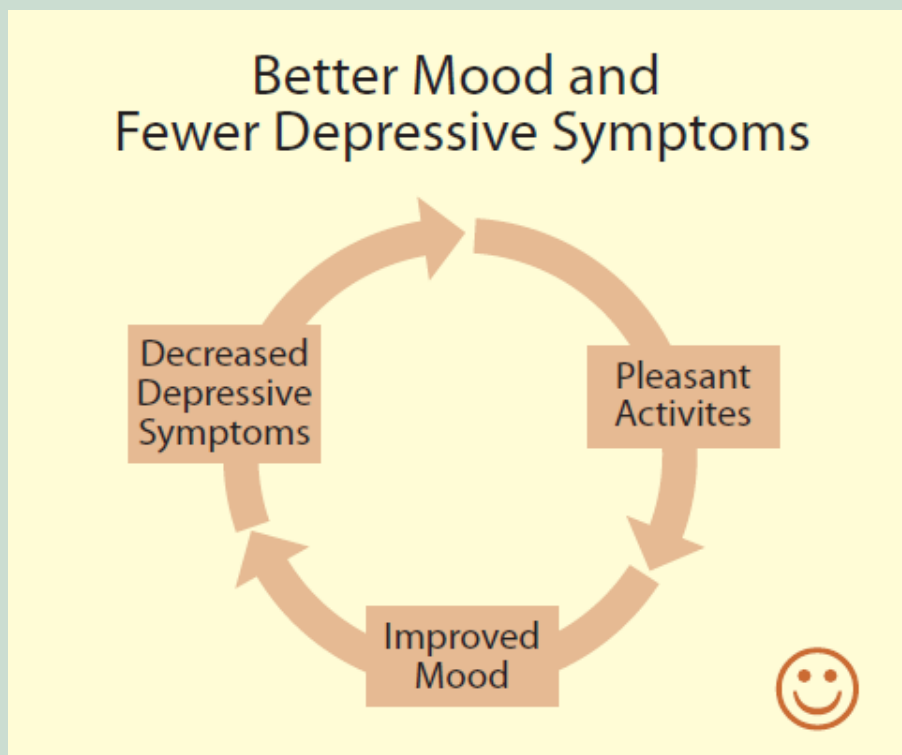 Better Mood and
Fewer Depressive Symptoms
Decreased
Depressive
Symptoms
Pleasant
Activites
Improved
Mood